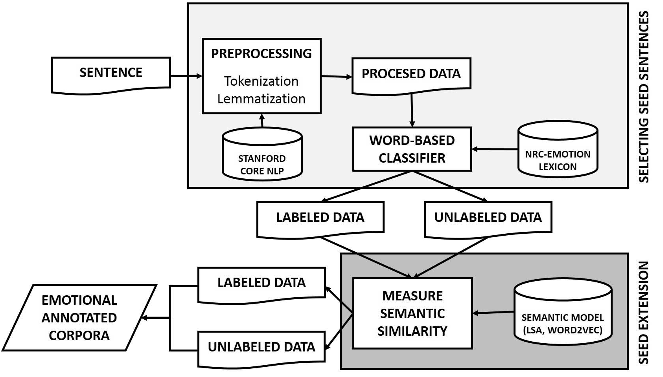 PREPROCESSING
Tokenization
Lemmatization
SENTENCE
PROCESED DATA
STANFORD
CORE NLP
WORD-BASED
CLASSIFIER
NRC-EMOTION
LEXICON
SELECTING SEED SENTENCES
LABELED DATA
UNLABELED DATA
LABELED DATA
UNLABELED DATA
EMOTIONAL
ANNOTATED
CORPORA
MEASURE
SEMANTIC
SIMILARITY
SEMANTIC MODEL
(LSA, WORD2VEC)
SEED EXTENSION